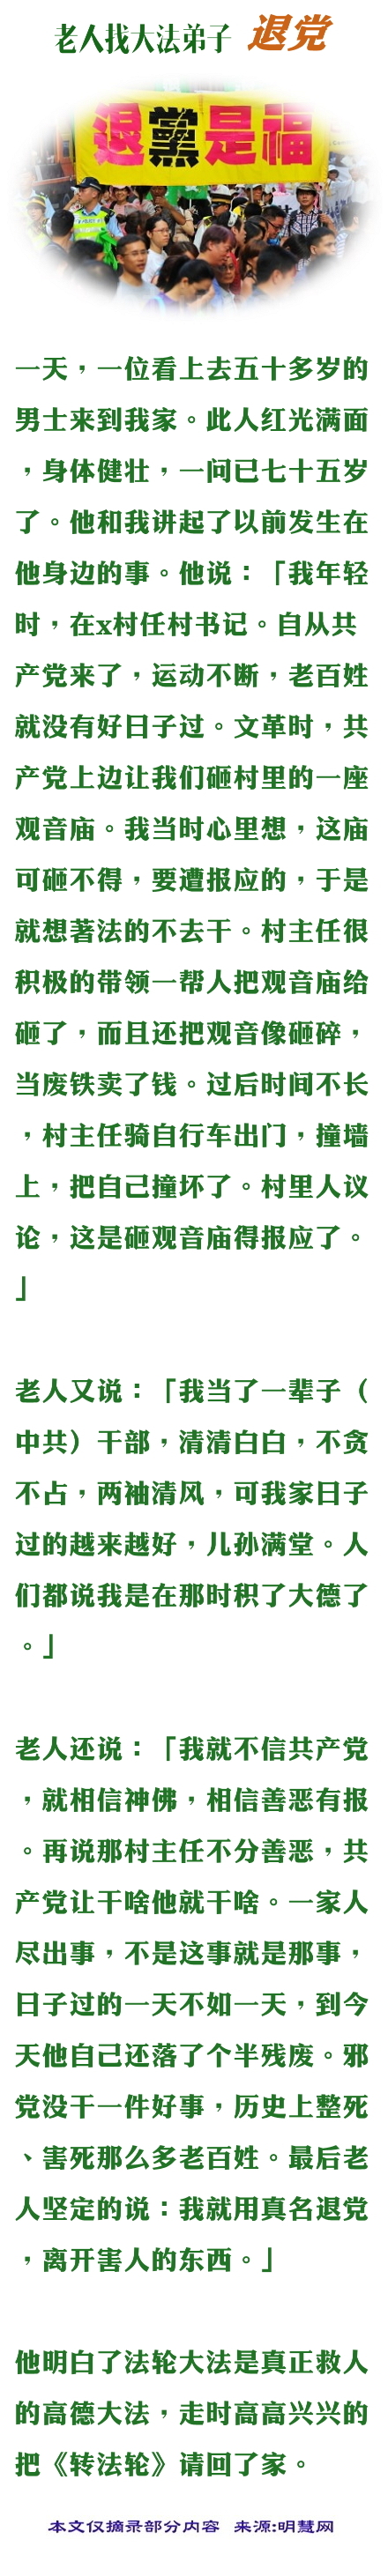 老人找大法弟子 退党
退黨是福
一天，一位看上去五十多岁的
男士来到我家。此人红光满面
，身体健壮，一问已七十五岁
了。他和我讲起了以前发生在
他身边的事。他说：「我年轻
时，在x村任村书记。自从共
产党来了，运动不断，老百姓
就没有好日子过。文革时，共
产党上边让我们砸村里的一座
观音庙。我当时心里想，这庙
可砸不得，要遭报应的，于是
就想著法的不去干。村主任很
积极的带领一帮人把观音庙给
砸了，而且还把观音像砸碎，
当废铁卖了钱。过后时间不长
，村主任骑自行车出门，撞墙
上，把自己撞坏了。村里人议
论，这是砸观音庙得报应了。
」
老人又说：「我当了一辈子（
中共）干部，清清白白，不贪
不占，两袖清风，可我家日子
过的越来越好，儿孙满堂。人
们都说我是在那时积了大德了
。」
老人还说：「我就不信共产党
，就相信神佛，相信善恶有报
。再说那村主任不分善恶，共
产党让干啥他就干啥。一家人
尽出事，不是这事就是那事，
日子过的一天不如一天，到今
天他自己还落了个半残废。邪
党没干一件好事，历史上整死
、害死那么多老百姓。最后老
人坚定的说：我就用真名退党
，离开害人的东西。」
他明白了法轮大法是真正救人
的高德大法，走时高高兴兴的
把《转法轮》请回了家。
本文仅摘录部分内容 来源:明慧网